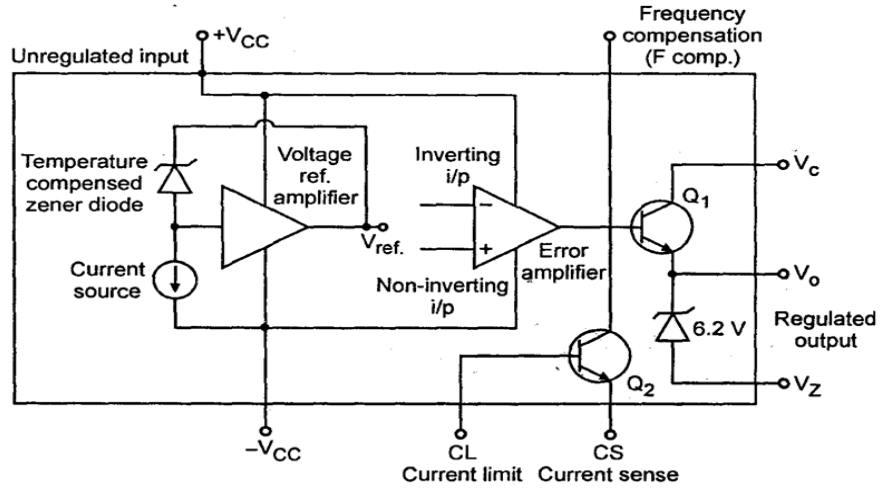 Frequency
compensation
(F comp.)
+VCC
Unregulated input
Temperature
compensed
zener diode
Voltage
ref.
amplifier
Inverting
i/p
−
+
Vref.
Non-inverting
i/p
Error
amplifier
Current
source
Q1
Vc
Vo
6.2 V
Regulated
output
VZ
Q2
−VCC
CL
Current limit
CS
Current sense